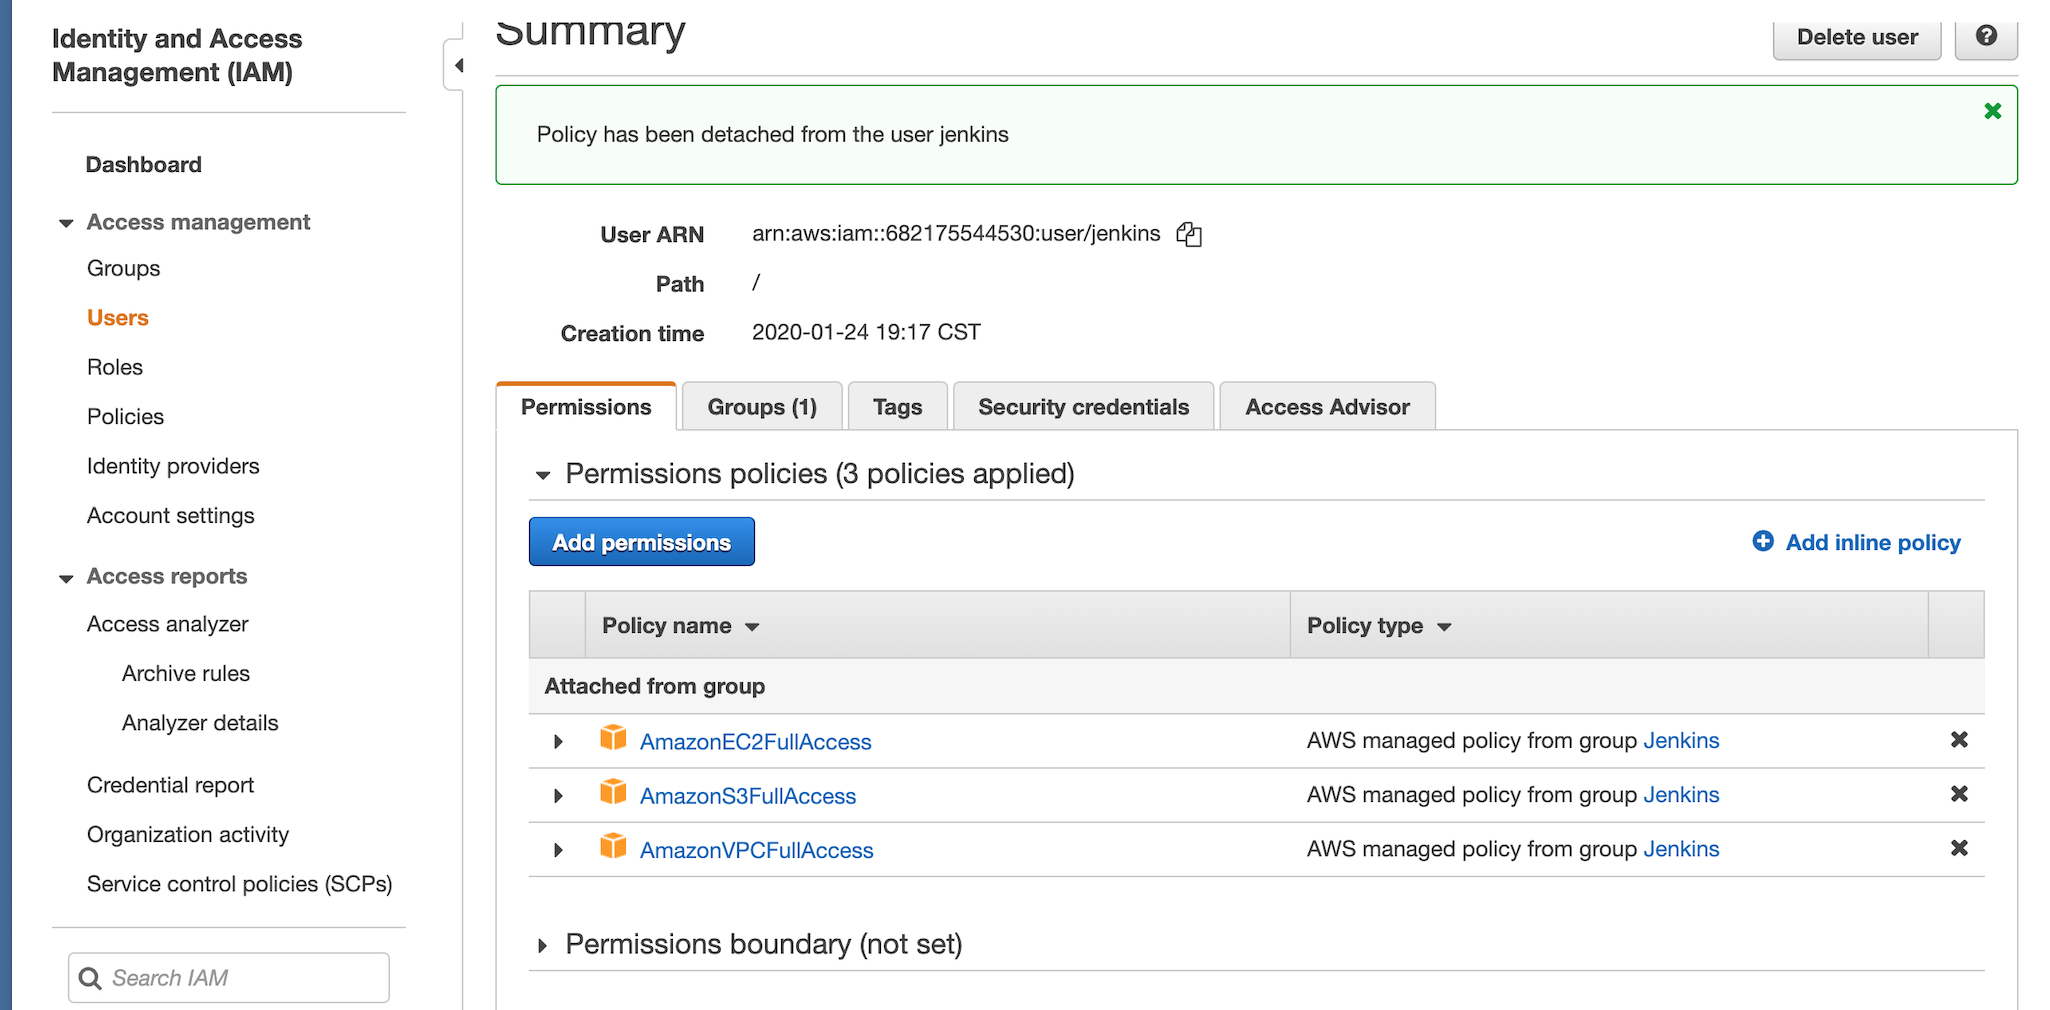 Identity and Access
Management (IAM)
Dashboard
Access management
Groups
Users
Roles
Policies
Identity providers
Account settings
Access reports
Access analyzer
Archive rules
Analyzer details
Credential report
Organization activity
Service control policies (SCPs)
Search IAM
Summary
Delete user
Policy has been detached from the user jenkins
User ARN arn:aws:iam::682175544530:user/jenkins
Path /
Creation time 2020-01-24 19:17 CST
Permissions Groups (1) Tags Security credentials Access Advisor
Permissions policies (3 policies applied)
Add permissions Add inline policy
Policy name Policy type
Attached from group
AmazonEC2FullAccess AWS managed policy from group Jenkins
AmazonS3FullAccess AWS managed policy from group Jenkins
AmazonVPCFullAccess AWS managed policy from group Jenkins
Permissions boundary (not set)